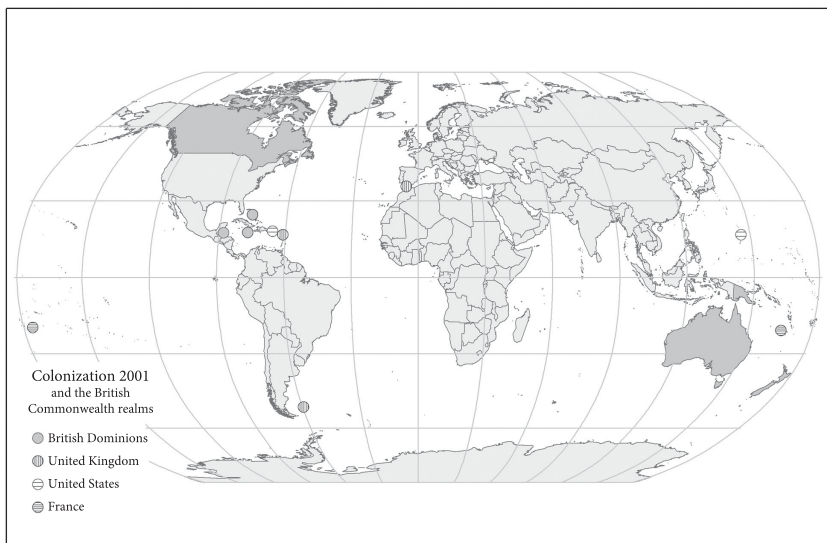 Colonization 2001
and the British
Commonwealth realms
British Dominions
United Kingdom
United States
France